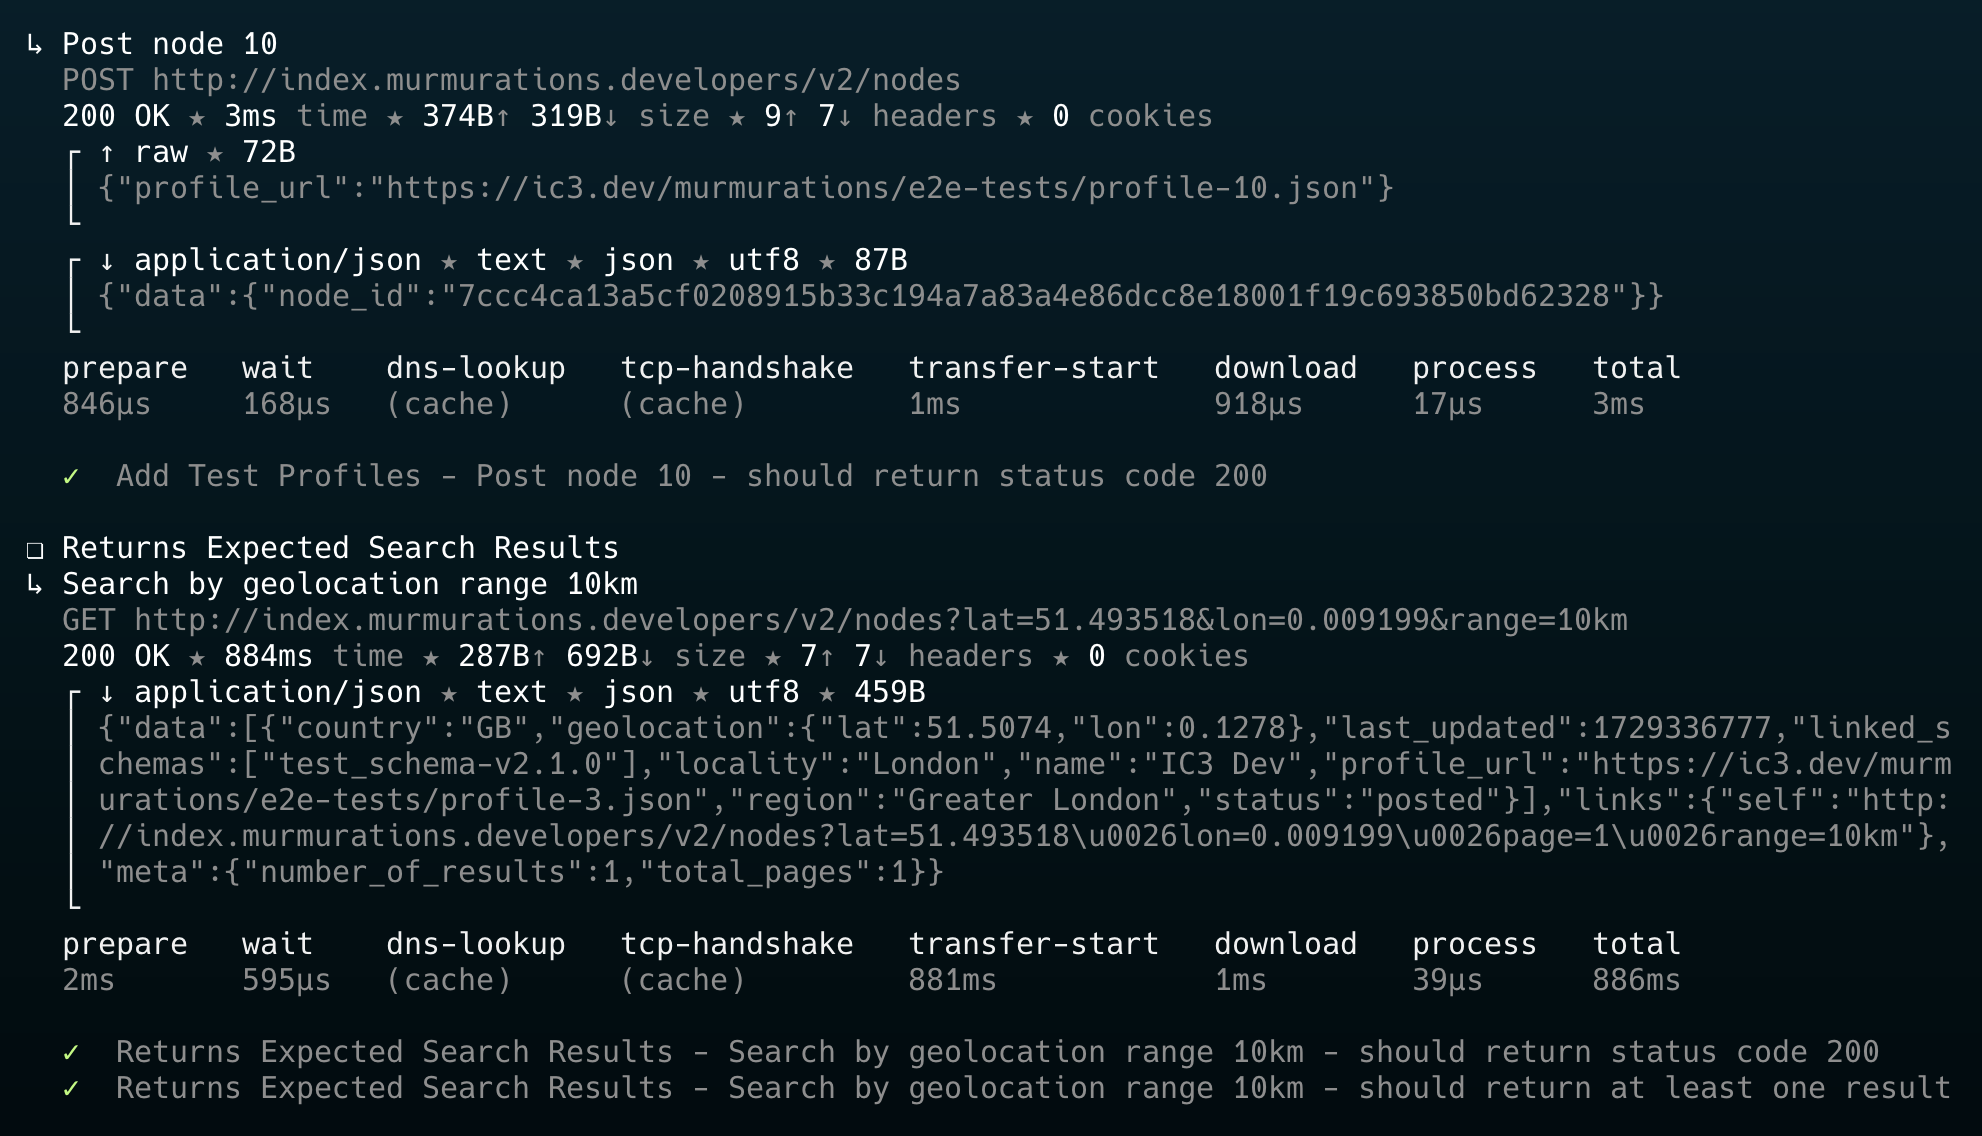 ↳ Post node 10
POST http://index.murmurations.developers/v2/nodes
200 OK ★ 3ms time ★ 374B↑ 319B↓ size ★ 9↑ 7↓ headers ★ 0 cookies
↑ raw ★ 72B
{"profile_url":"https://ic3.dev/murmurations/e2e-tests/profile-10.json"}
↓ application/json ★ text ★ json ★ utf8 ★ 87B
{"data":{"node_id":"7ccc4ca13a5cf0208915b33c194a7a83a4e86dcc8e18001f19c693850bd62328"}}
prepare wait dns-lookup tcp-handshake transfer-start download process total
846µs 168µs (cache) (cache) 1ms 918µs 17µs 3ms
✓ Add Test Profiles - Post node 10 - should return status code 200
❏ Returns Expected Search Results
↳ Search by geolocation range 10km
GET http://index.murmurations.developers/v2/nodes?lat=51.493518&lon=0.009199&range=10km
200 OK ★ 884ms time ★ 287B↑ 692B↓ size ★ 7↑ 7↓ headers ★ 0 cookies
↓ application/json ★ text ★ json ★ utf8 ★ 459B
{"data":[{"country":"GB","geolocation":{"lat":51.5074,"lon":0.1278},"last_updated":1729336777,"linked_s
chemas":["test_schema-v2.1.0"],"locality":"London","name":"IC3 Dev","profile_url":"https://ic3.dev/murm
urations/e2e-tests/profile-3.json","region":"Greater London","status":"posted"}],"links":{"self":"http:
//index.murmurations.developers/v2/nodes?lat=51.493518\u0026lon=0.009199\u0026page=1\u0026range=10km"},
"meta":{"number_of_results":1,"total_pages":1}}
prepare wait dns-lookup tcp-handshake transfer-start download process total
2ms 595µs (cache) (cache) 881ms 1ms 39µs 886ms
✓ Returns Expected Search Results - Search by geolocation range 10km - should return status code 200
✓ Returns Expected Search Results - Search by geolocation range 10km - should return at least one result